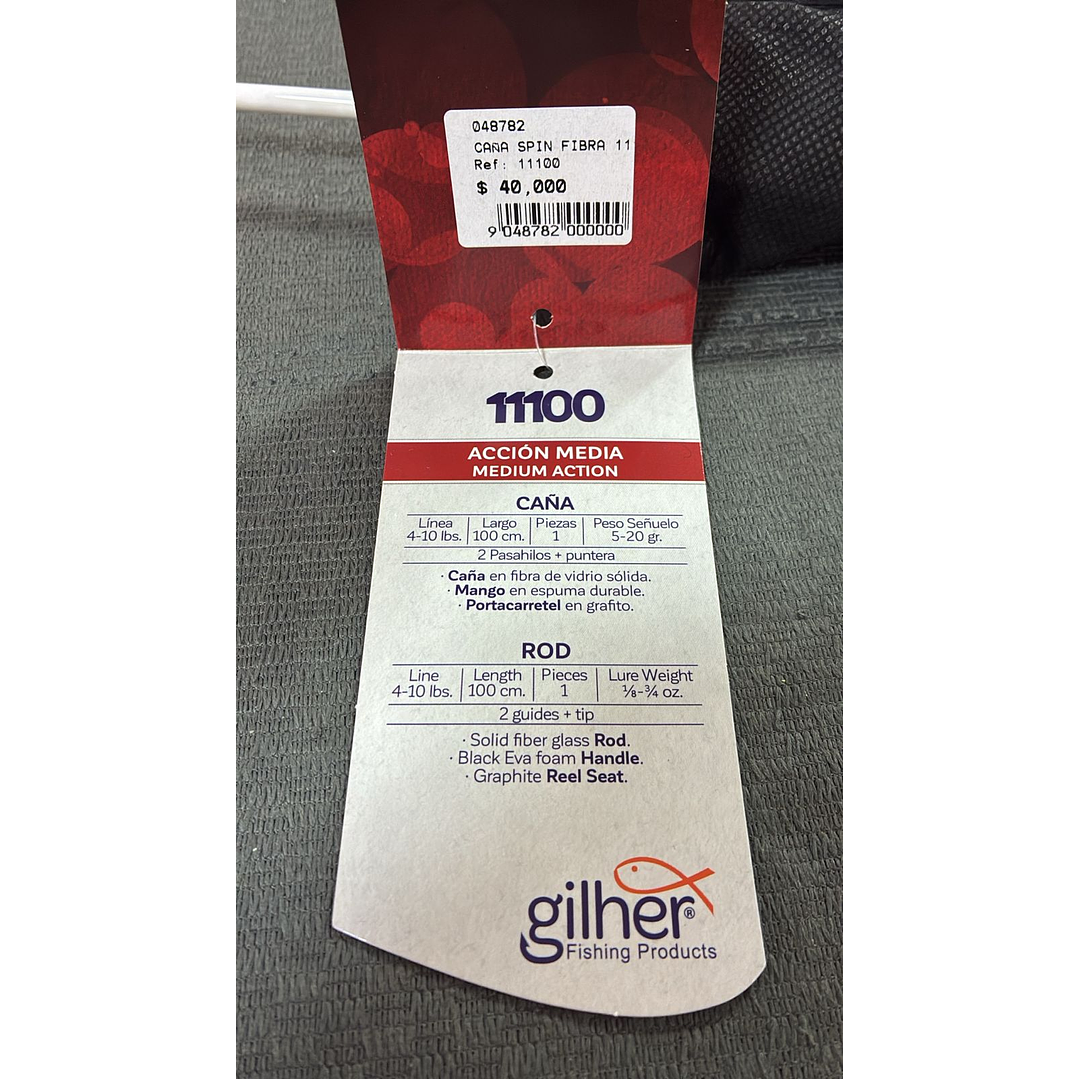 048782
CAÑA SPIN FIBRA 11
Ref: 11100
$ 40,000
9 048782 000000
11100
ACCIÓN MEDIA
MEDIUM ACTION
CAÑA
Línea Largo Piezas Peso Señuelo
4-10 lbs. 100 cm. 1 5-20 gr.
2 Pasahilos + puntera
· Caña en fibra de vidrio sólida.
· Mango en espuma durable.
· Portacarretel en grafito.
ROD
Line Length Pieces Lure Weight
4-10 lbs. 100 cm. 1 ⅛-¾ oz.
2 guides + tip
· Solid fiber glass Rod.
· Black Eva foam Handle.
· Graphite Reel Seat.
gilher®
Fishing Products